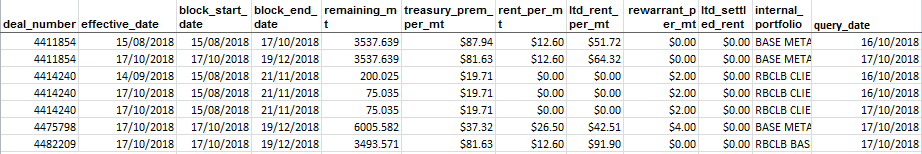 deal_number effective_date block_start_date block_end_date remaining_mt treasury_prem_per_mt rent_per_mt ltd_rent_per_mt rewarrant_per_mt ltd_settled_rent internal_portfolio query_date
4411854 15/08/2018 15/08/2018 17/10/2018 3537.639 $87.94 $12.60 $51.72 $0.00 $0.00 BASE META 16/10/2018
4411854 17/10/2018 17/10/2018 19/12/2018 3537.639 $81.63 $12.60 $64.32 $0.00 $0.00 BASE META 17/10/2018
4414240 14/09/2018 15/08/2018 21/11/2018 200.025 $19.71 $0.00 $0.00 $2.00 $0.00 RBCLB CLIE 16/10/2018
4414240 17/10/2018 15/08/2018 21/11/2018 75.035 $19.71 $0.00 $0.00 $2.00 $0.00 RBCLB CLIE 16/10/2018
4414240 17/10/2018 15/08/2018 21/11/2018 75.035 $19.71 $0.00 $0.00 $2.00 $0.00 RBCLB CLIE 17/10/2018
4475798 17/10/2018 17/10/2018 19/12/2018 6005.582 $37.32 $26.50 $42.51 $4.00 $0.00 BASE META 17/10/2018
4482209 17/10/2018 17/10/2018 19/12/2018 3493.571 $81.63 $12.60 $91.90 $0.00 $0.00 RBCLB BAS 17/10/2018